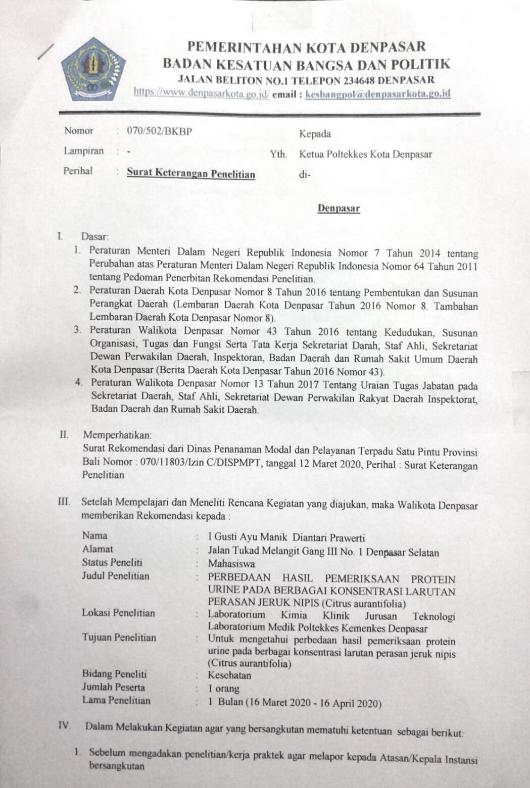 PEMERINTAHAN KOTA DENPASAR
BADAN KESATUAN BANGSA DAN POLITIK
JALAN BELITON NO.1 TELEPON 234648 DENPASAR
https://www.denpasarkota.go.id/ email : kesbangpol@denpasarkota.go.id
Nomor : 070/502/BKBP
Kepada
Lampiran : -
Yth. Ketua Poltekkes Kota Denpasar
Perihal : Surat Keterangan Penelitian
di-
Denpasar
I. Dasar:
1. Peraturan Menteri Dalam Negeri Republik Indonesia Nomor 7 Tahun 2014 tentang
Perubahan atas Peraturan Menteri Dalam Negeri Republik Indonesia Nomor 64 Tahun 2011
tentang Pedoman Penerbitan Rekomendasi Penelitian.
2. Peraturan Daerah Kota Denpasar Nomor 8 Tahun 2016 tentang Pembentukan dan Susunan
Perangkat Daerah (Lembaran Daerah Kota Denpasar Tahun 2016 Nomor 8. Tambahan
Lembaran Daerah Kota Denpasar Nomor 8).
3. Peraturan Walikota Denpasar Nomor 43 Tahun 2016 tentang Kedudukan, Susunan
Organisasi, Tugas dan Fungsi Serta Tata Kerja Sekretariat Darah, Staf Ahli, Sekretariat
Dewan Perwakilan Daerah, Inspektoran, Badan Daerah dan Rumah Sakit Umum Daerah
Kota Denpasar (Berita Daerah Kota Denpasar Tahun 2016 Nomor 43).
4. Peraturan Walikota Denpasar Nomor 13 Tahun 2017 Tentang Uraian Tugas Jabatan pada
Sekretariat Daerah, Staf Ahli, Sekretariat Dewan Perwakilan Rakyat Daerah Inspektorat,
Badan Daerah dan Rumah Sakit Daerah.
II. Memperhatikan:
Surat Rekomendasi dari Dinas Penanaman Modal dan Pelayanan Terpadu Satu Pintu Provinsi
Bali Nomor : 070/11803/Izin C/DISPMPT, tanggal 12 Maret 2020, Perihal : Surat Keterangan
Penelitian
III. Setelah Mempelajari dan Meneliti Rencana Kegiatan yang diajukan, maka Walikota Denpasar
memberikan Rekomendasi kepada :
Nama : I Gusti Ayu Manik Diantari Prawerti
Alamat : Jalan Tukad Melangit Gang III No. 1 Denpasar Selatan
Status Peneliti : Mahasiswa
Judul Penelitian : PERBEDAAN HASIL PEMERIKSAAN PROTEIN
URINE PADA BERBAGAI KONSENTRASI LARUTAN
PERASAN JERUK NIPIS (Citrus aurantifolia)
Lokasi Penelitian : Laboratorium Kimia Klinik Jurusan Teknologi
Laboratorium Medik Poltekkes Kemenkes Denpasar
Tujuan Penelitian : Untuk mengetahui perbedaan hasil pemeriksaan protein
urine pada berbagai konsentrasi larutan perasan jeruk nipis
(Citrus aurantifolia)
Bidang Peneliti : Kesehatan
Jumlah Peserta : 1 orang
Lama Penelitian : 1 Bulan (16 Maret 2020 - 16 April 2020)
IV. Dalam Melakukan Kegiatan agar yang bersangkutan mematuhi ketentuan sebagai berikut:
1. Sebelum mengadakan penelitian/kerja praktek agar melapor kepada Atasan/Kepala Instansi
bersangkutan